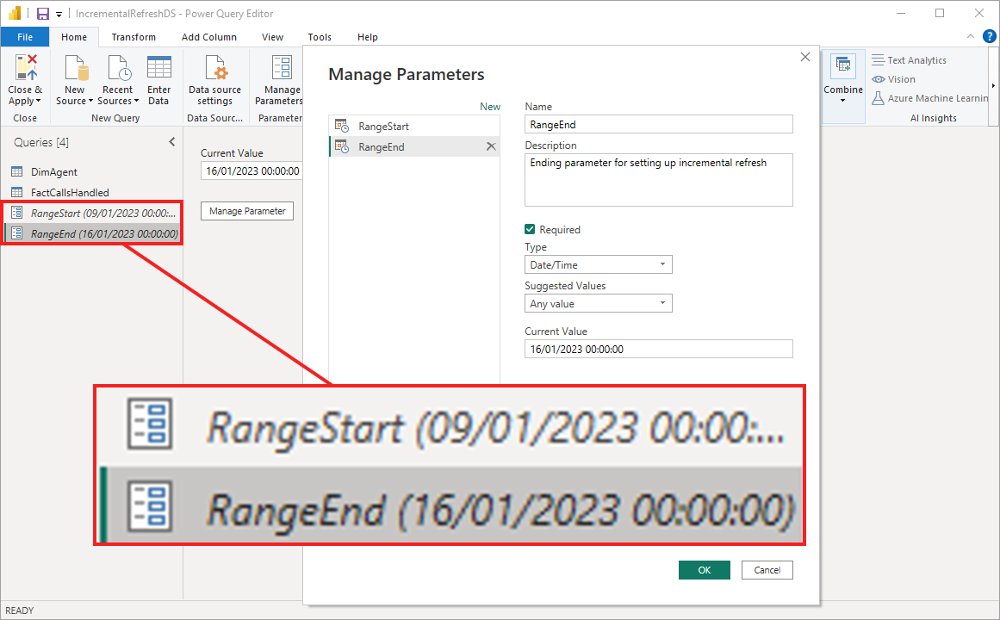 IncrementalRefreshDS - Power Query Editor
File Home Transform Add Column View Tools Help
Close & Apply
New Source
Recent Sources
Enter Data
Data source settings
Manage Parameters
Combine
Text Analytics
Vision
Azure Machine Learnin
Close
New Query
Data Sourc...
Parameter
AI Insights
Queries [4]
DimAgent
FactCallsHandled
RangeStart (09/01/2023 00:00:...
RangeEnd (16/01/2023 00:00:00)
Current Value
16/01/2023 00:00:00
Manage Parameter
Manage Parameters
New
RangeStart
RangeEnd
Name
RangeEnd
Description
Ending parameter for setting up incremental refresh
Required
Type
Date/Time
Suggested Values
Any value
Current Value
16/01/2023 00:00:00
RangeStart (09/01/2023 00:00:...
RangeEnd (16/01/2023 00:00:00)
OK
Cancel
READY